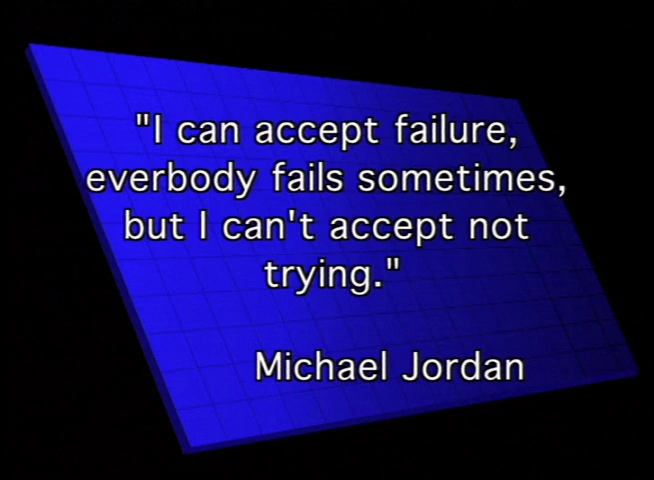 "I can accept failure,
everbody fails sometimes,
but I can't accept not
trying."
Michael Jordan